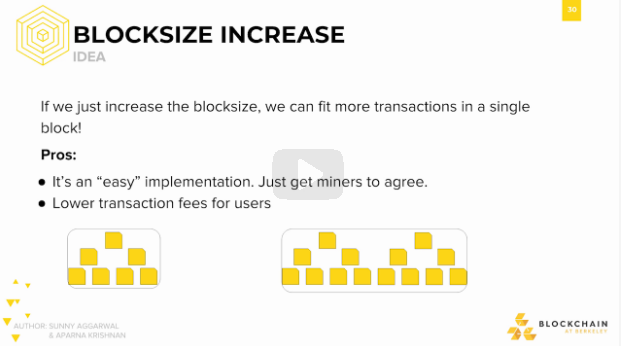 30
BLOCKSIZE INCREASE
IDEA
If we just increase the blocksize, we can fit more transactions in a single
block!
Pros:
● It's an “easy” implementation. Just get miners to agree.
● Lower transaction fees for users
AUTHOR: SUNNY AGGARWAL
& APARNA KRISHNAN
BLOCKCHAIN
AT BERKELEY